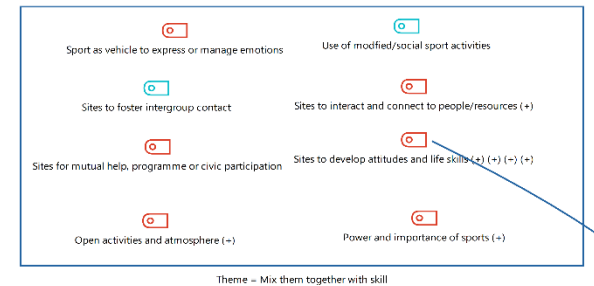 Sport as vehicle to express or manage emotions
Use of modfied/social sport activities
Sites to foster intergroup contact
Sites to interact and connect to people/resources (+)
Sites for mutual help, programme or civic participation
Sites to develop attitudes and life skills (+) (+) (+) (+)
Open activities and atmosphere (+)
Power and importance of sports (+)
Theme = Mix them together with skill